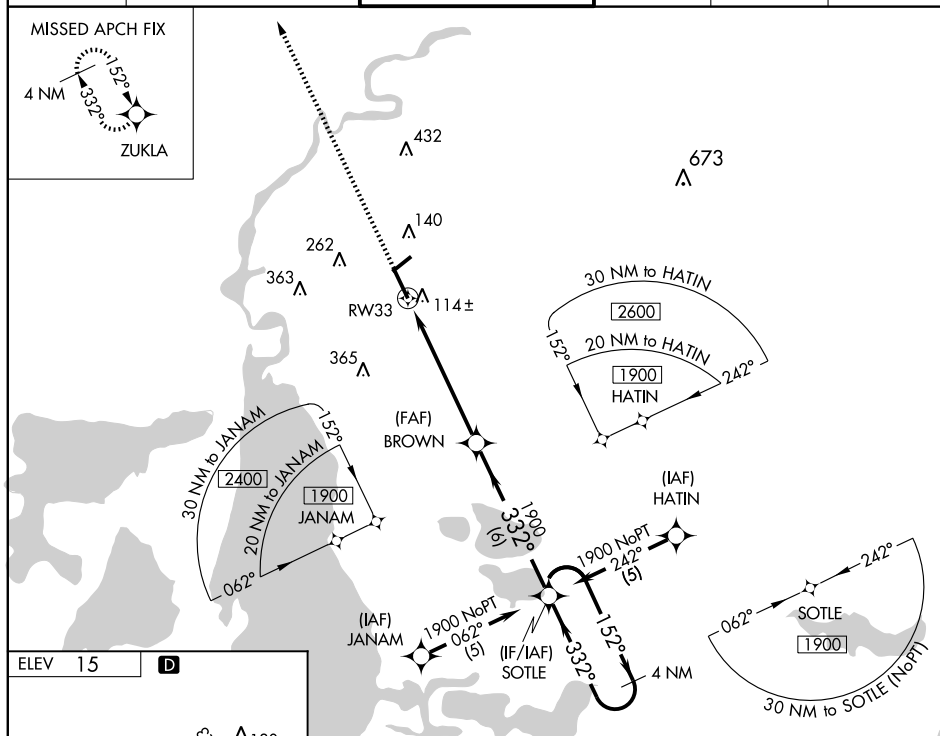 MISSED APCH FIX
4 NM
152°
332°
ZUKLA
432
673
140
262
363
RW33
114±
365
30 NM to HATIN
2600
20 NM to HATIN
1900
HATIN
152°
242°
(FAF)
BROWN
30 NM to JANAM
2400
20 NM to JANAM
1900
JANAM
152°
062°
1900
332°
(6)
(IAF)
HATIN
1900 NoPT
242°
(5)
(IAF)
JANAM
1900 NoPT
062°
(5)
(IF/IAF)
SOTLE
332°
152°
4 NM
062°
242°
SOTLE
1900
30 NM to SOTLE (NoPT)
ELEV 15
D